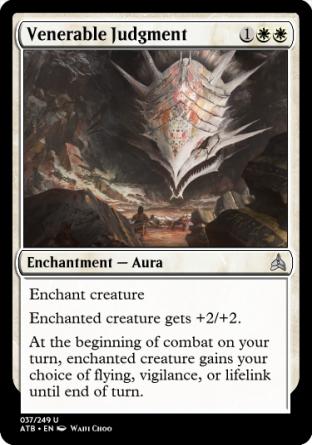 Venerable Judgment 1
Enchantment — Aura
Enchant creature
Enchanted creature gets +2/+2.
At the beginning of combat on your
turn, enchanted creature gains your
choice of flying, vigilance, or lifelink
until end of turn.
037/249 U
ATB • EN Wahi Choo